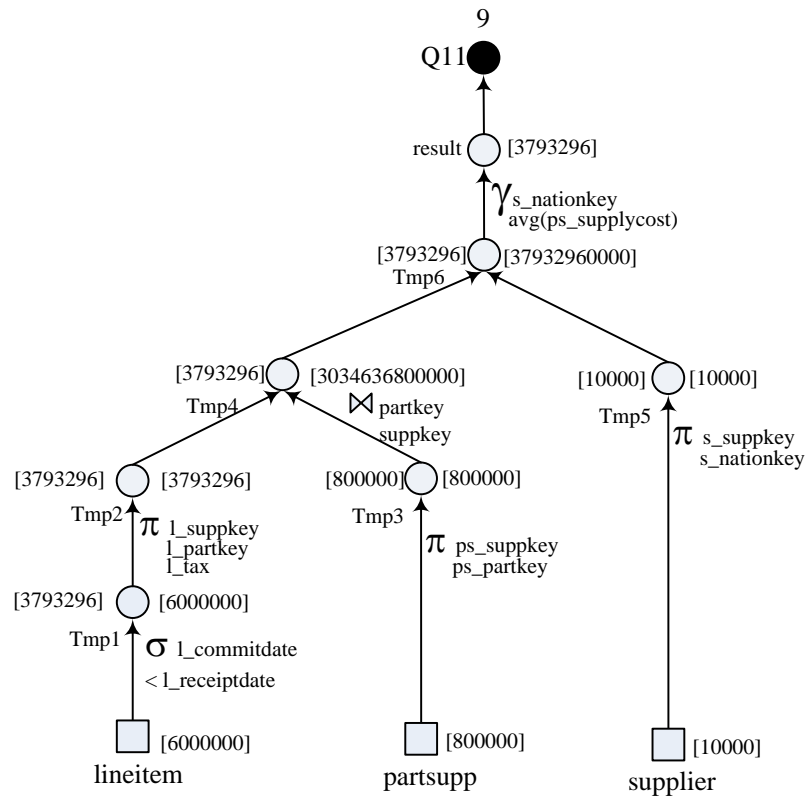 9
Q11
result [3793296]
γ s_nationkey
avg(ps_supplycost)
[3793296] [37932960000]
Tmp6
[3793296] [3034636800000]
Tmp4
⋈ partkey
suppkey
[10000] [10000]
Tmp5
π s_suppkey
s_nationkey
[3793296] [3793296]
Tmp2
π l_suppkey
l_partkey
l_tax
[800000] [800000]
Tmp3
π ps_suppkey
ps_partkey
[3793296] [6000000]
Tmp1
σ l_commitdate
< l_receiptdate
[6000000]
lineitem
[800000]
partsupp
[10000]
supplier